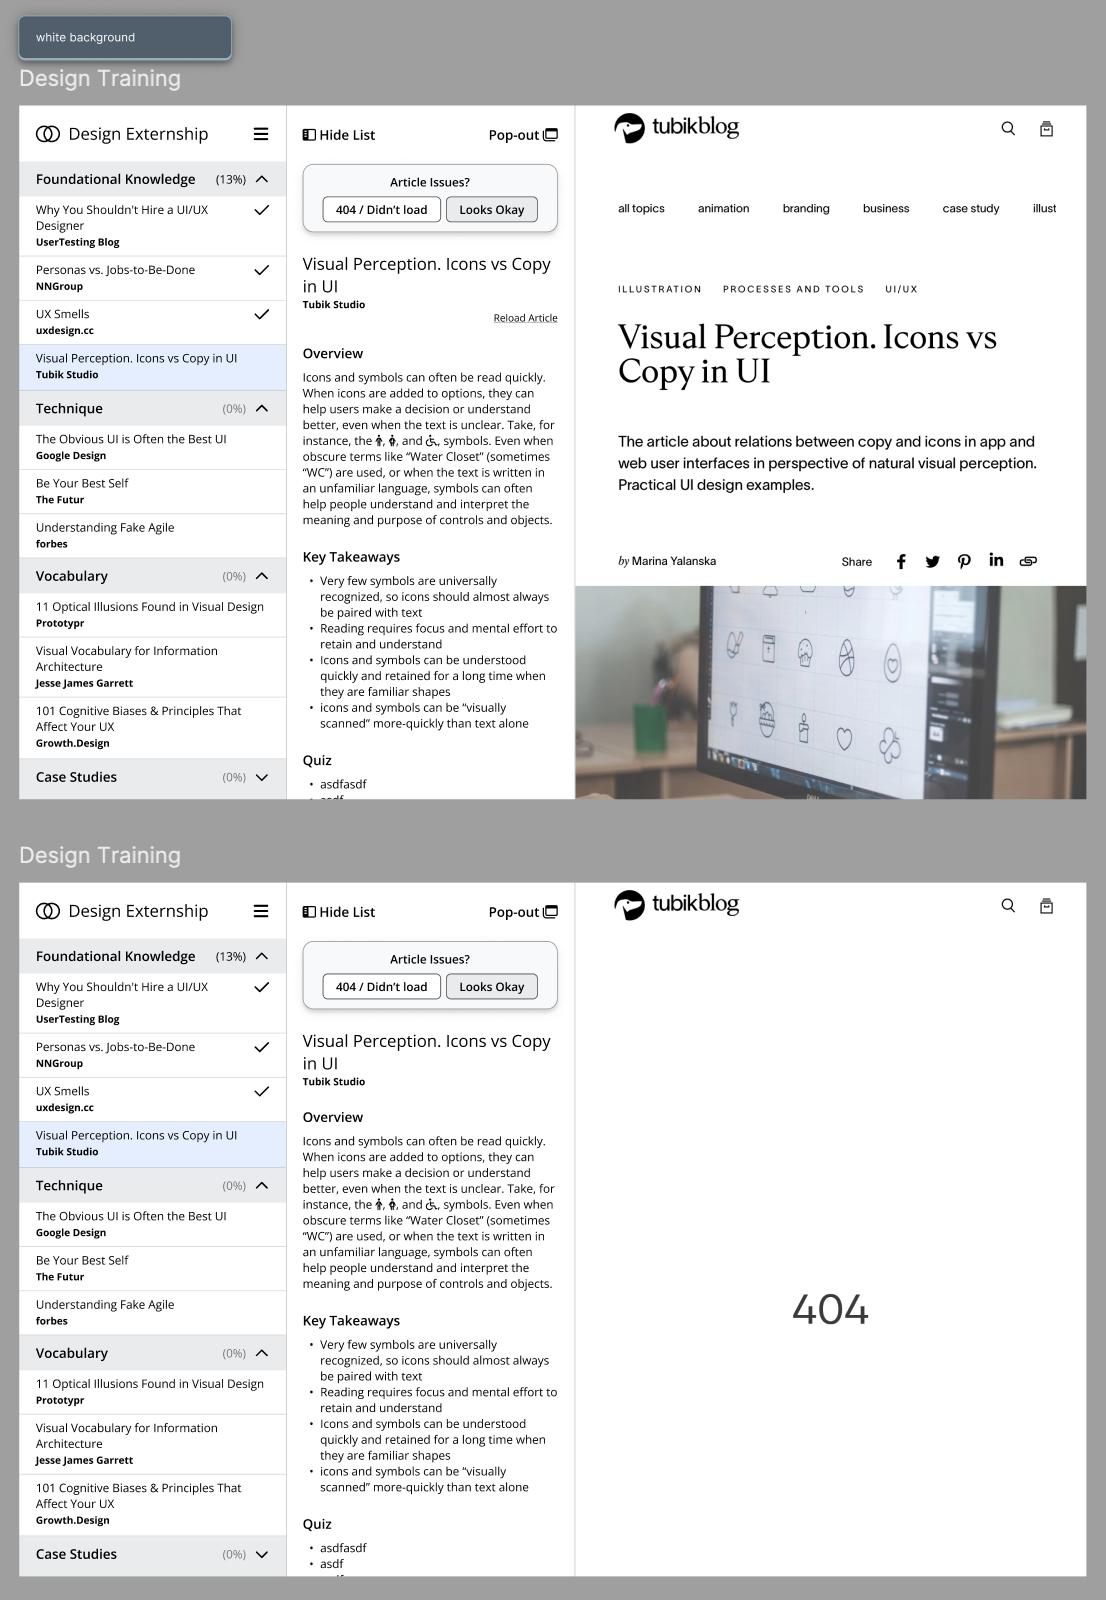 white background
Design Training
Design Externship
Foundational Knowledge (13%)
Why You Shouldn't Hire a UI/UX
Designer
UserTesting Blog
Personas vs. Jobs-to-Be-Done
NNGroup
UX Smells
uxdesign.cc
Visual Perception. Icons vs Copy in UI
Tubik Studio
Technique (0%)
The Obvious UI is Often the Best UI
Google Design
Be Your Best Self
The Futur
Understanding Fake Agile
forbes
Vocabulary (0%)
11 Optical Illusions Found in Visual Design
Prototypr
Visual Vocabulary for Information
Architecture
Jesse James Garrett
101 Cognitive Biases & Principles That
Affect Your UX
Growth.Design
Case Studies (0%)
Hide List Pop-out
Article Issues?
404 / Didn’t load Looks Okay
Visual Perception. Icons vs Copy
in UI
Tubik Studio
Reload Article
Overview
Icons and symbols can often be read quickly.
When icons are added to options, they can
help users make a decision or understand
better, even when the text is unclear. Take, for
instance, the , , and , symbols. Even when
obscure terms like “Water Closet” (sometimes
“WC”) are used, or when the text is written in
an unfamiliar language, symbols can often
help people understand and interpret the
meaning and purpose of controls and objects.
Key Takeaways
• Very few symbols are universally
recognized, so icons should almost always
be paired with text
• Reading requires focus and mental effort to
retain and understand
• Icons and symbols can be understood
quickly and retained for a long time when
they are familiar shapes
• icons and symbols can be “visually
scanned” more-quickly than text alone
Quiz
• asdfasdf
• asdf
tubikblog
all topics animation branding business case study illust
ILLUSTRATION PROCESSES AND TOOLS UI/UX
Visual Perception. Icons vs
Copy in UI
The article about relations between copy and icons in app and
web user interfaces in perspective of natural visual perception.
Practical UI design examples.
by Marina Yalanska Share
Design Training
Design Externship
Foundational Knowledge (13%)
Why You Shouldn't Hire a UI/UX
Designer
UserTesting Blog
Personas vs. Jobs-to-Be-Done
NNGroup
UX Smells
uxdesign.cc
Visual Perception. Icons vs Copy in UI
Tubik Studio
Technique (0%)
The Obvious UI is Often the Best UI
Google Design
Be Your Best Self
The Futur
Understanding Fake Agile
forbes
Vocabulary (0%)
11 Optical Illusions Found in Visual Design
Prototypr
Visual Vocabulary for Information
Architecture
Jesse James Garrett
101 Cognitive Biases & Principles That
Affect Your UX
Growth.Design
Case Studies (0%)
Hide List Pop-out
Article Issues?
404 / Didn’t load Looks Okay
Visual Perception. Icons vs Copy
in UI
Tubik Studio
Overview
Icons and symbols can often be read quickly.
When icons are added to options, they can
help users make a decision or understand
better, even when the text is unclear. Take, for
instance, the , , and , symbols. Even when
obscure terms like “Water Closet” (sometimes
“WC”) are used, or when the text is written in
an unfamiliar language, symbols can often
help people understand and interpret the
meaning and purpose of controls and objects.
Key Takeaways
• Very few symbols are universally
recognized, so icons should almost always
be paired with text
• Reading requires focus and mental effort to
retain and understand
• Icons and symbols can be understood
quickly and retained for a long time when
they are familiar shapes
• icons and symbols can be “visually
scanned” more-quickly than text alone
Quiz
• asdfasdf
• asdf
tubikblog
404